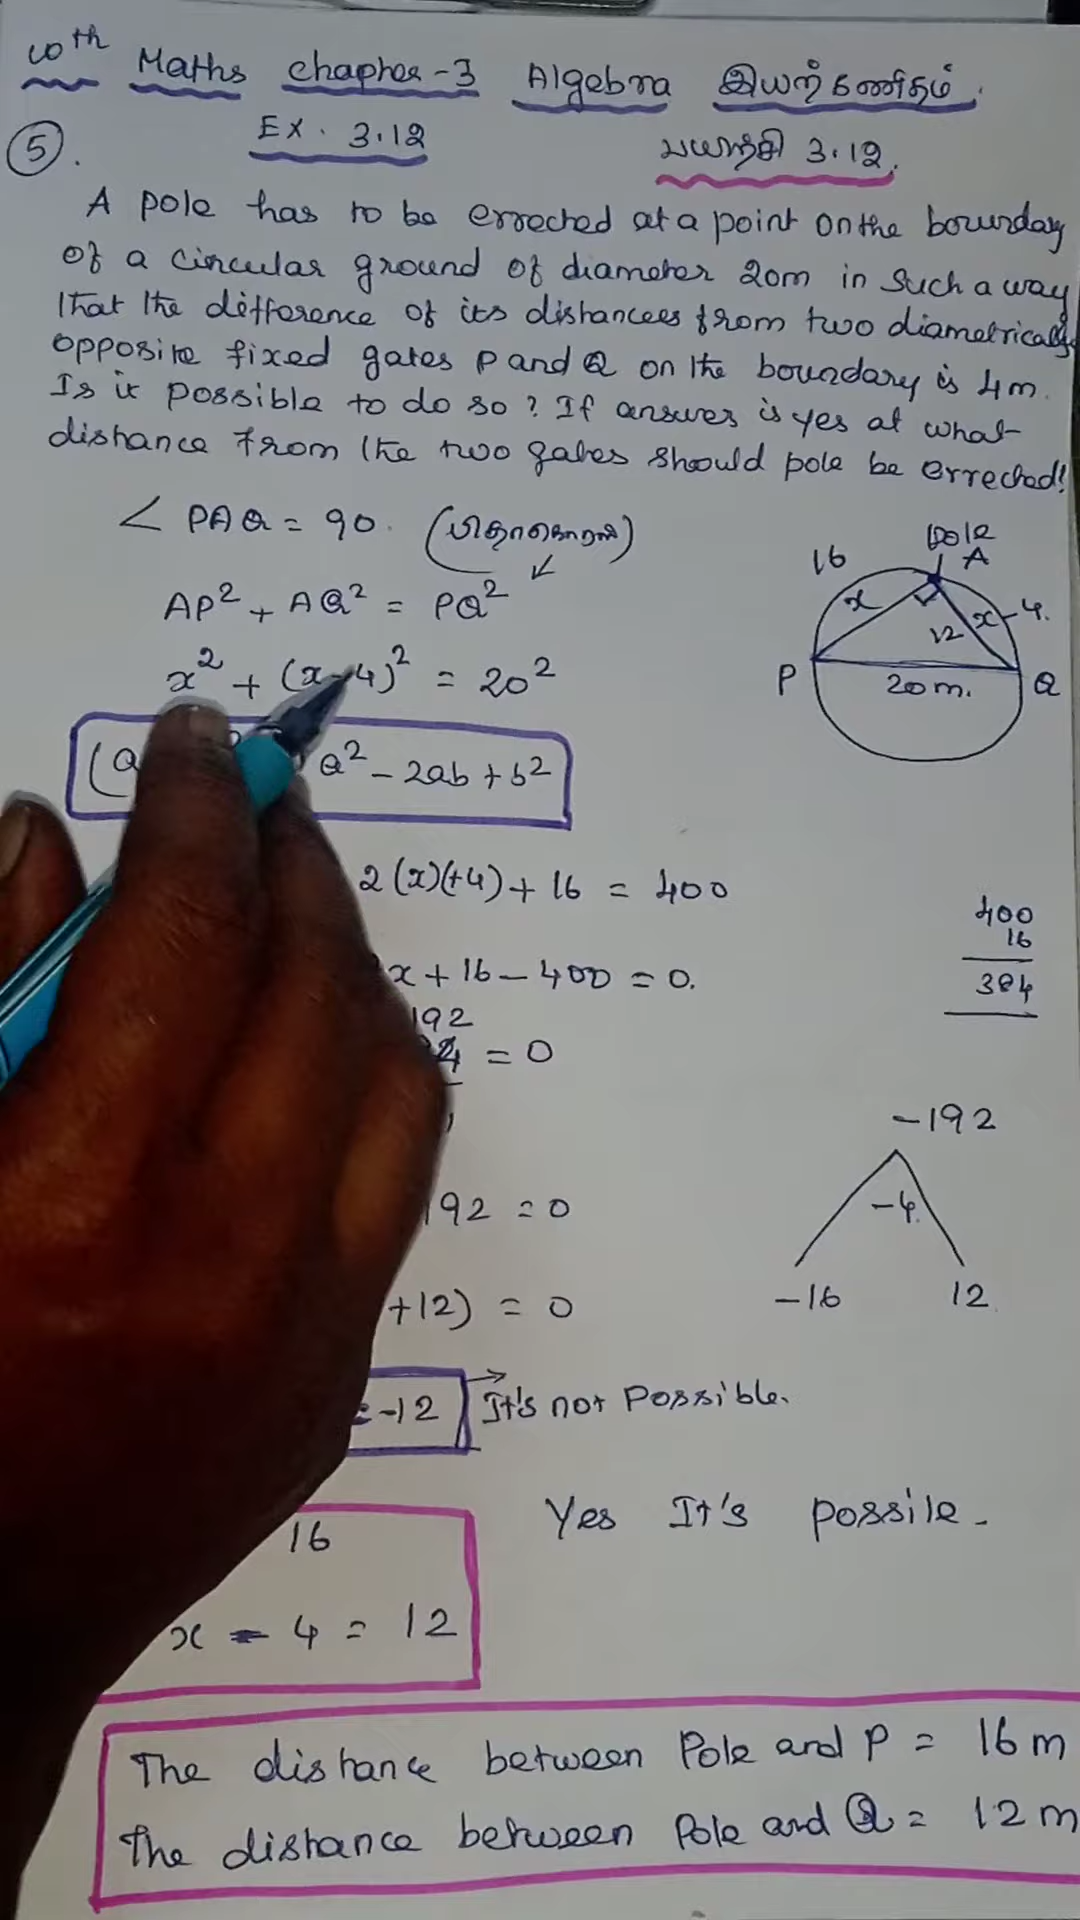 10th Maths chapter-3 Algebra இயற்கணிதம்.
5. Ex. 3.12 பயிற்சி 3.12.
A pole has to be errected at a point on the boundary
of a circular ground of diameter 20m in such a way
that the difference of its distancees from two diametrically
opposite fixed gates P and Q on the boundary is 4m.
Is it possible to do so? If answer is yes at what
distance from the two gates should pole be errected!
∠ PAQ = 90. (பிதாகொரஸ்)
AP² + AQ² = PQ²
x² + (x-4)² = 20²
Pole
A
16
x
x-4.
12
P
20m.
Q
(a a² - 2ab + b²
2(x)(+4) + 16 = 400
x + 16 - 400 = 0.
192
4 = 0
400
16
384
192 = 0
+12) = 0
-192
-4
-16 12
= -12 → It's not possible.
16
Yes It's possile.
x - 4 = 12
The distance between Pole and P = 16m
The distance between Pole and Q = 12m